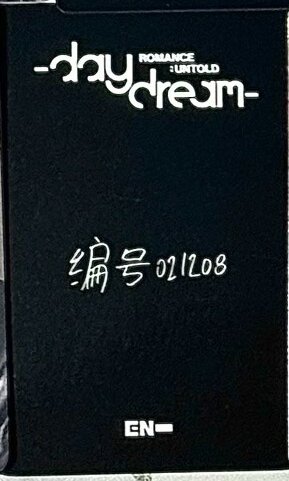 -day
ROMANCE
: UNTOLD
dream-
编号021208
EN-